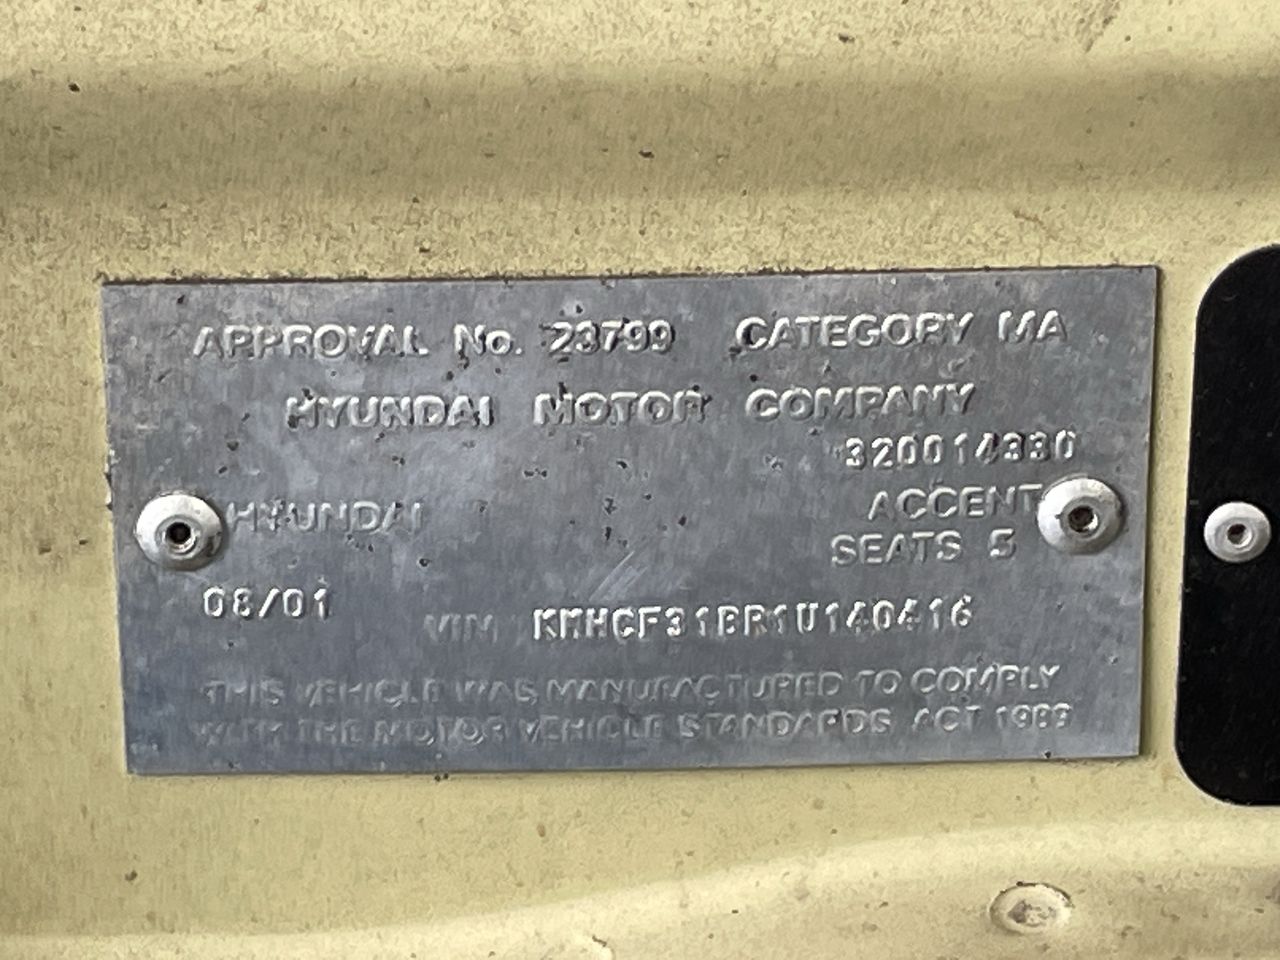 APPROVAL No. 23799 CATEGORY MA
HYUNDAI MOTOR COMPANY
320014330
HYUNDAI ACCENT
SEATS 5
08/01
VIN KMHCF31BR1U140416
THIS VEHICLE WAS MANUFACTURED TO COMPLY
WITH THE MOTOR VEHICLE STANDARDS ACT 1989